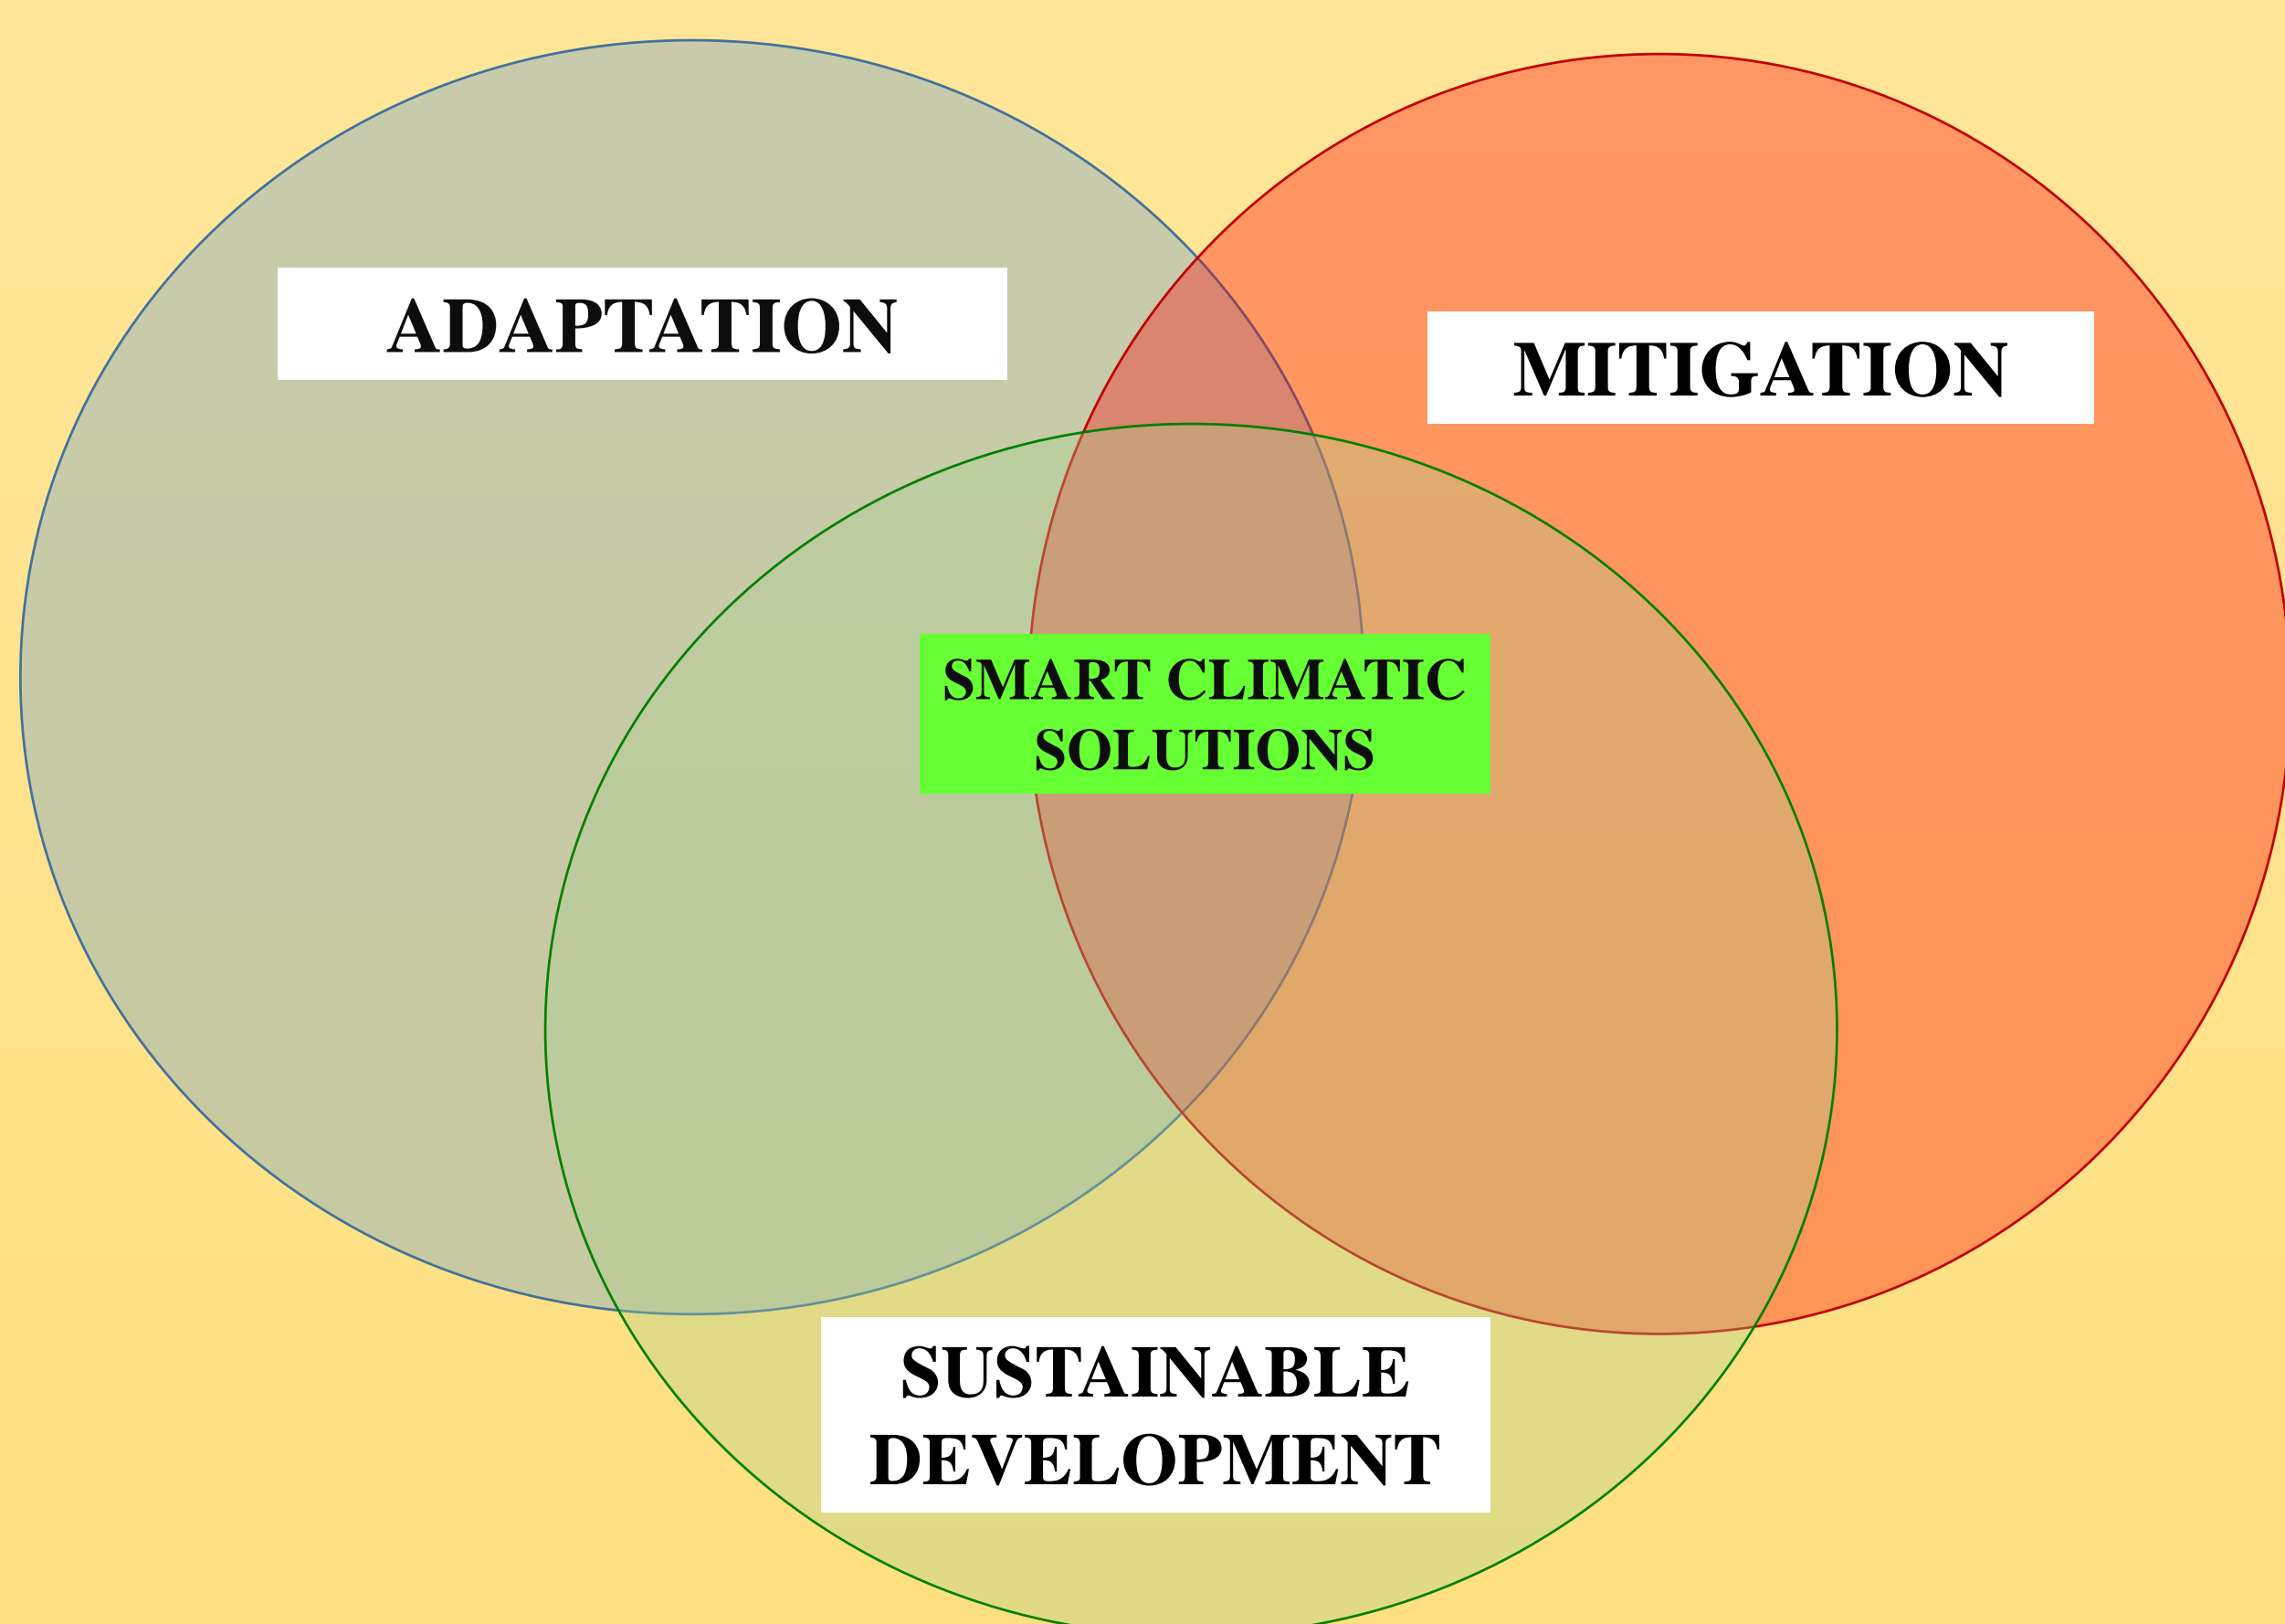 ADAPTATION
MITIGATION
SMART CLIMATIC
SOLUTIONS
SUSTAINABLE
DEVELOPMENT